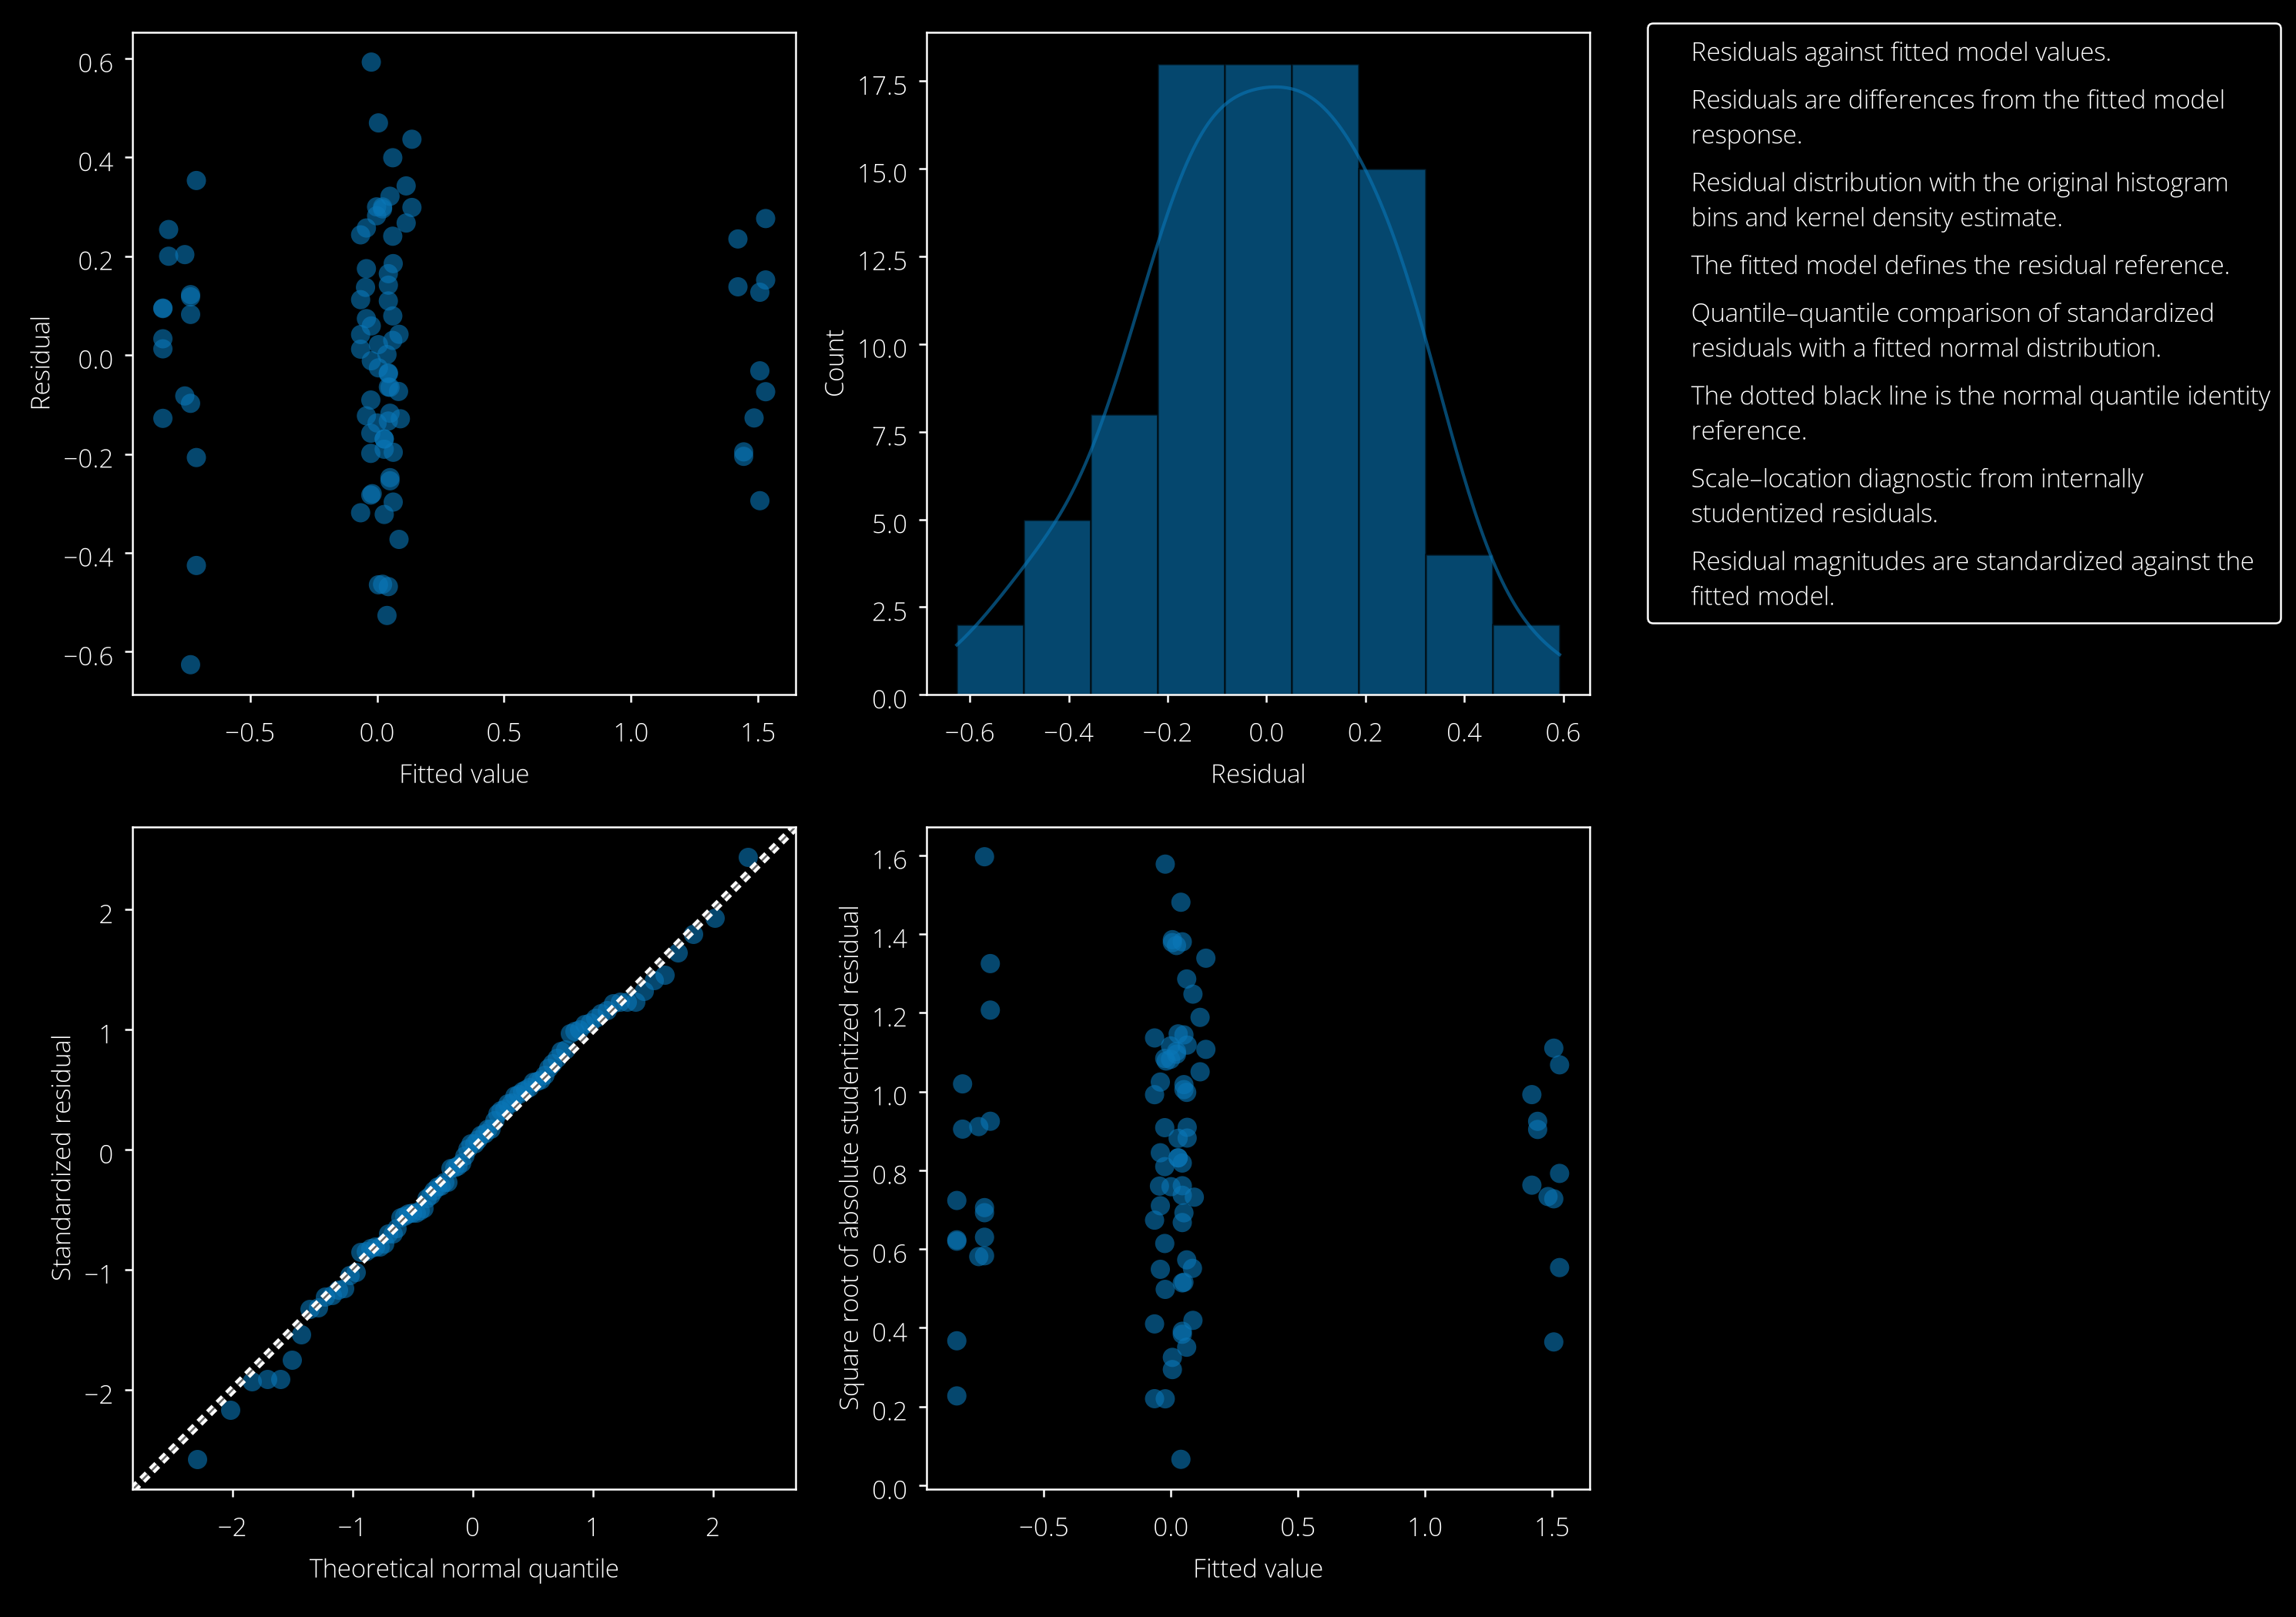 0.6
0.4
0.2
0.0
−0.2
−0.4
−0.6
Residual
−0.5
0.0
0.5
1.0
1.5
Fitted value
17.5
15.0
12.5
10.0
7.5
5.0
2.5
0.0
Count
−0.6
−0.4
−0.2
0.0
0.2
0.4
0.6
Residual
Residuals against fitted model values.
Residuals are differences from the fitted model
response.
Residual distribution with the original histogram
bins and kernel density estimate.
The fitted model defines the residual reference.
Quantile–quantile comparison of standardized
residuals with a fitted normal distribution.
The dotted black line is the normal quantile identity
reference.
Scale–location diagnostic from internally
studentized residuals.
Residual magnitudes are standardized against the
fitted model.
2
1
0
−1
−2
Standardized residual
−2
−1
0
1
2
Theoretical normal quantile
1.6
1.4
1.2
1.0
0.8
0.6
0.4
0.2
0.0
Square root of absolute studentized residual
−0.5
0.0
0.5
1.0
1.5
Fitted value